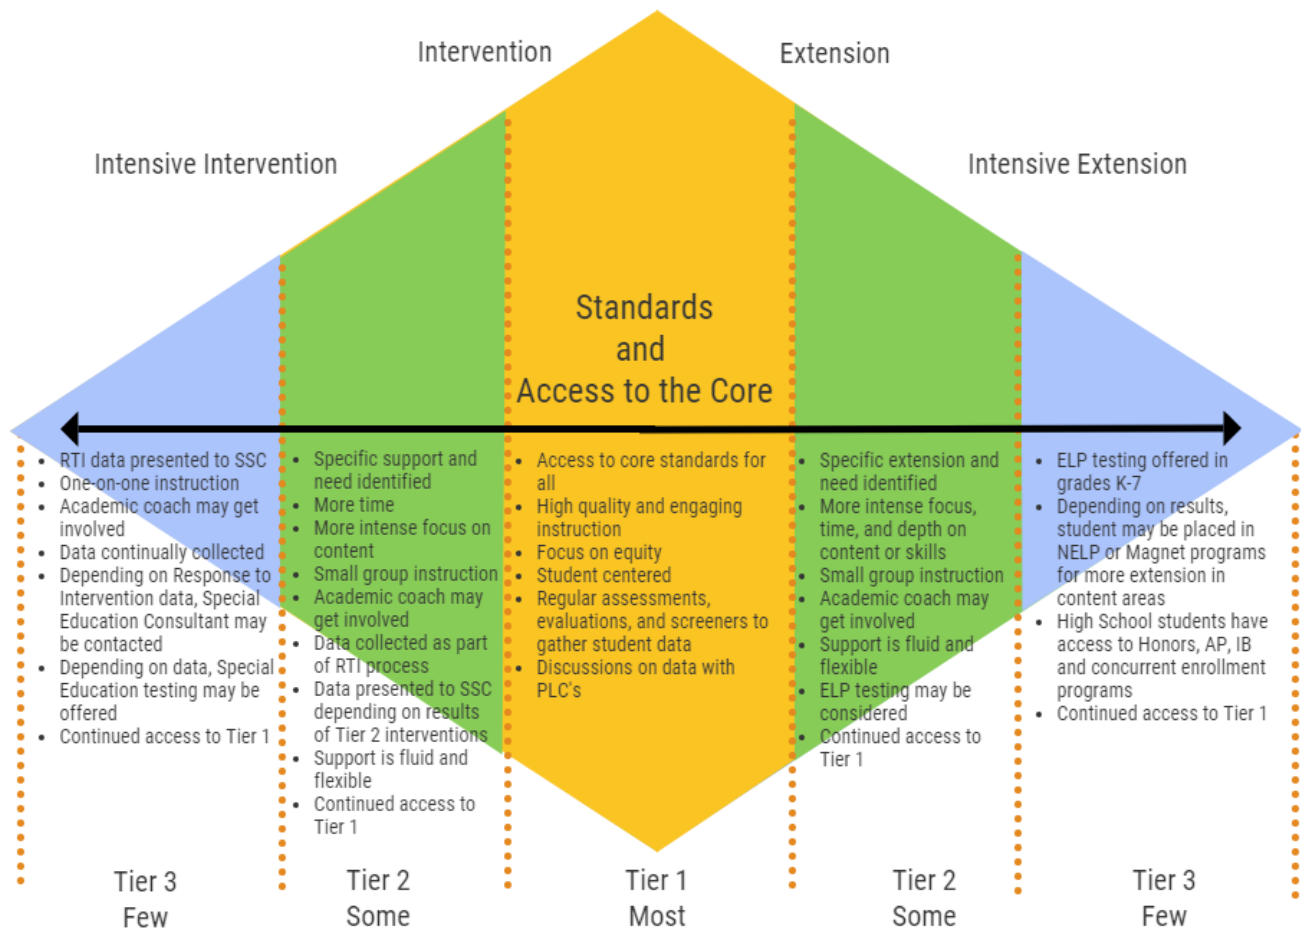 Intervention
Extension
Intensive Intervention
Intensive Extension
Standards
and
Access to the Core
• RTI data presented to SSC
• One-on-one instruction
• Academic coach may get
involved
• Data continually collected
• Depending on Response to
Intervention data, Special
Education Consultant may
be contacted
• Depending on data, Special
Education testing may be
offered
• Continued access to Tier 1
• Specific support and
need identified
• More time
• More intense focus on
content
• Small group instruction
• Academic coach may
get involved
• Data collected as part
of RTI process
• Data presented to SSC
depending on results
of Tier 2 interventions
• Support is fluid and
flexible
• Continued access to
Tier 1
• Access to core standards for
all
• High quality and engaging
instruction
• Focus on equity
• Student centered
• Regular assessments,
evaluations, and screeners to
gather student data
• Discussions on data with
PLC's
• Specific extension and
need identified
• More intense focus,
time, and depth on
content or skills
• Small group instruction
• Academic coach may
get involved
• Support is fluid and
flexible
• ELP testing may be
considered
• Continued access to
Tier 1
• ELP testing offered in
grades K-7
• Depending on results,
student may be placed in
NELP or Magnet programs
for more extension in
content areas
• High School students have
access to Honors, AP, IB
and concurrent enrollment
programs
• Continued access to Tier 1
Tier 3
Few
Tier 2
Some
Tier 1
Most
Tier 2
Some
Tier 3
Few